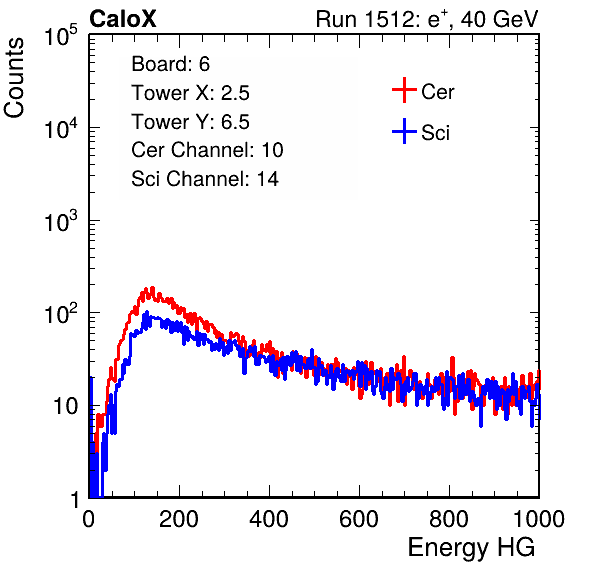 CaloX Run 1512: e⁺, 40 GeV
Counts
10⁵
10⁴
10³
10²
10
1
Board: 6
Tower X: 2.5
Tower Y: 6.5
Cer Channel: 10
Sci Channel: 14
Cer
Sci
0 200 400 600 800 1000
Energy HG